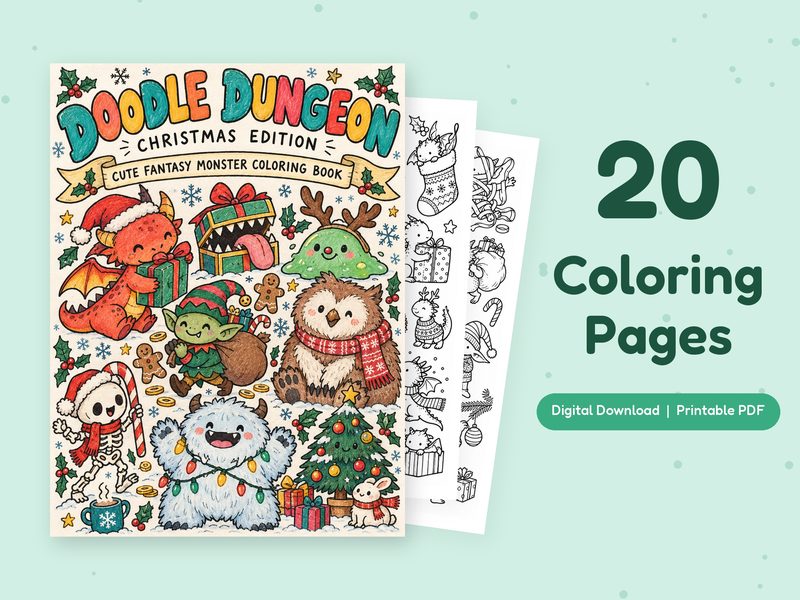 DOODLE DUNGEON
CHRISTMAS EDITION
CUTE FANTASY MONSTER COLORING BOOK
20
Coloring
Pages
Digital Download | Printable PDF